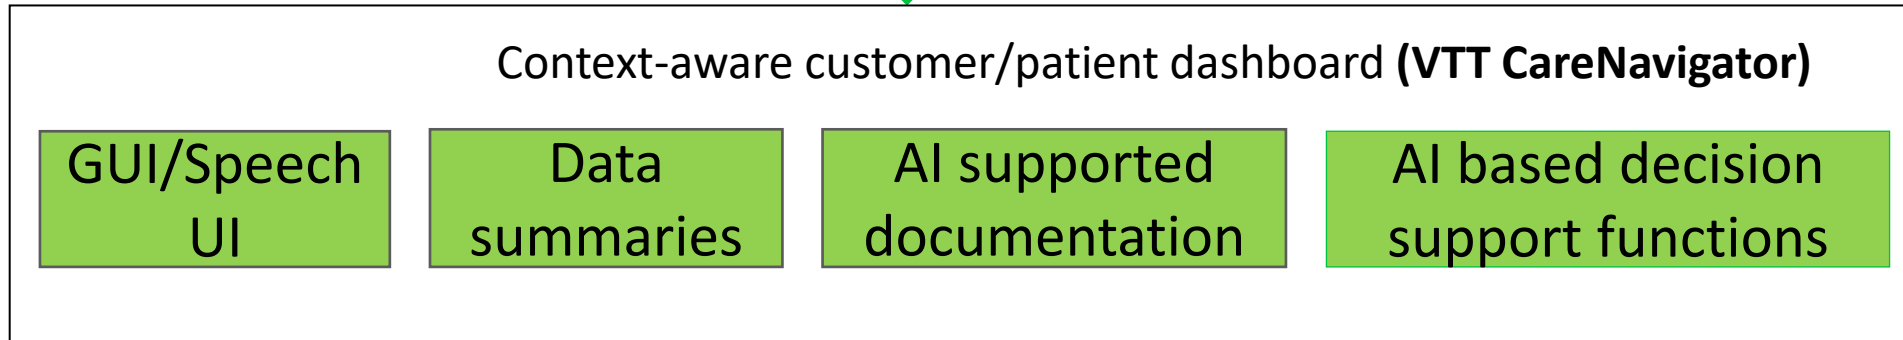 Context-aware customer/patient dashboard (VTT CareNavigator)
GUI/Speech
UI
Data
summaries
AI supported
documentation
AI based decision
support functions